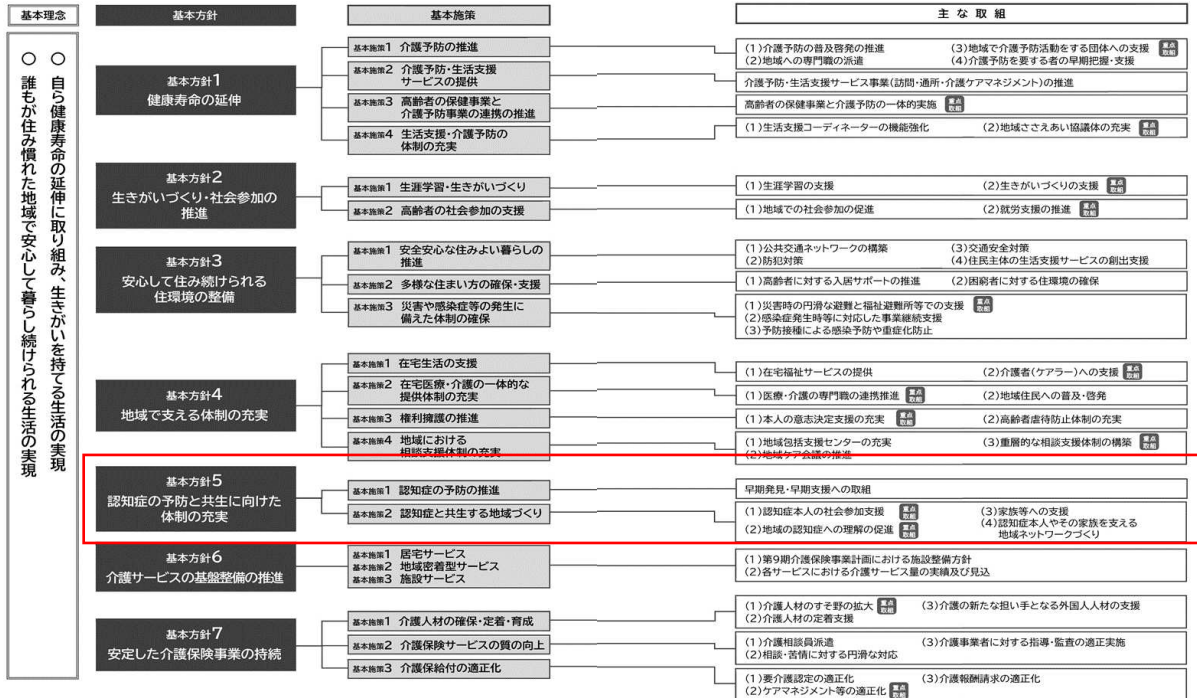 基本理念
基本方針
基本施策
主な取組
○ 自ら健康寿命の延伸に取り組み、生きがいを持てる生活の実現
○ 誰もが住み慣れた地域で安心して暮らし続けられる生活の実現
基本方針1
健康寿命の延伸
基本施策1 介護予防の推進
(1)介護予防の普及啓発の推進 (3)地域で介護予防活動をする団体への支援 重点取組
(2)地域への専門職の派遣 (4)介護予防を要する者の早期把握・支援
基本施策2 介護予防・生活支援
サービスの提供
介護予防・生活支援サービス事業(訪問・通所・介護ケアマネジメント)の推進
基本施策3 高齢者の保健事業と
介護予防事業の連携の推進
高齢者の保健事業と介護予防の一体的実施 重点取組
基本施策4 生活支援・介護予防の
体制の充実
(1)生活支援コーディネーターの機能強化 (2)地域ささえあい協議体の充実 重点取組
基本方針2
生きがいづくり・社会参加の
推進
基本施策1 生涯学習・生きがいづくり
(1)生涯学習の支援 (2)生きがいづくりの支援 重点取組
基本施策2 高齢者の社会参加の支援
(1)地域での社会参加の促進 (2)就労支援の推進 重点取組
基本方針3
安心して住み続けられる
住環境の整備
基本施策1 安全安心な住みよい暮らしの
推進
(1)公共交通ネットワークの構築 (3)交通安全対策
(2)防犯対策 (4)住民主体の生活支援サービスの創出支援
基本施策2 多様な住まい方の確保・支援
(1)高齢者に対する入居サポートの推進 (2)困窮者に対する住環境の確保
基本施策3 災害や感染症等の発生に
備えた体制の確保
(1)災害時の円滑な避難と福祉避難所等での支援 重点取組
(2)感染症発生時等に対応した事業継続支援
(3)予防接種による感染予防や重症化防止
基本方針4
地域で支える体制の充実
基本施策1 在宅生活の支援
(1)在宅福祉サービスの提供 (2)介護者(ケアラー)への支援 重点取組
基本施策2 在宅医療・介護の一体的な
提供体制の充実
(1)医療・介護の専門職の連携推進 重点取組 (2)地域住民への普及・啓発
基本施策3 権利擁護の推進
(1)本人の意志決定支援の充実 重点取組 (2)高齢者虐待防止体制の充実
基本施策4 地域における
相談支援体制の充実
(1)地域包括支援センターの充実 (3)重層的な相談支援体制の構築 重点取組
(2)地域ケア会議の推進
基本方針5
認知症の予防と共生に向けた
体制の充実
基本施策1 認知症の予防の推進
早期発見・早期支援への取組
基本施策2 認知症と共生する地域づくり
(1)認知症本人の社会参加支援 重点取組 (3)家族等への支援
(2)地域の認知症への理解の促進 重点取組 (4)認知症本人やその家族を支える
地域ネットワークづくり
基本方針6
介護サービスの基盤整備の推進
基本施策1 居宅サービス
基本施策2 地域密着型サービス
基本施策3 施設サービス
(1)第9期介護保険事業計画における施設整備方針
(2)各サービスにおける介護サービス量の実績及び見込
基本方針7
安定した介護保険事業の持続
基本施策1 介護人材の確保・定着・育成
(1)介護人材のすそ野の拡大 重点取組 (3)介護の新たな担い手となる外国人人材の支援
(2)介護人材の定着支援
基本施策2 介護保険サービスの質の向上
(1)介護相談員派遣 (3)介護事業者に対する指導・監査の適正実施
(2)相談・苦情に対する円滑な対応
基本施策3 介護保給付の適正化
(1)要介護認定の適正化 (3)介護報酬請求の適正化
(2)ケアマネジメント等の適正化 重点取組